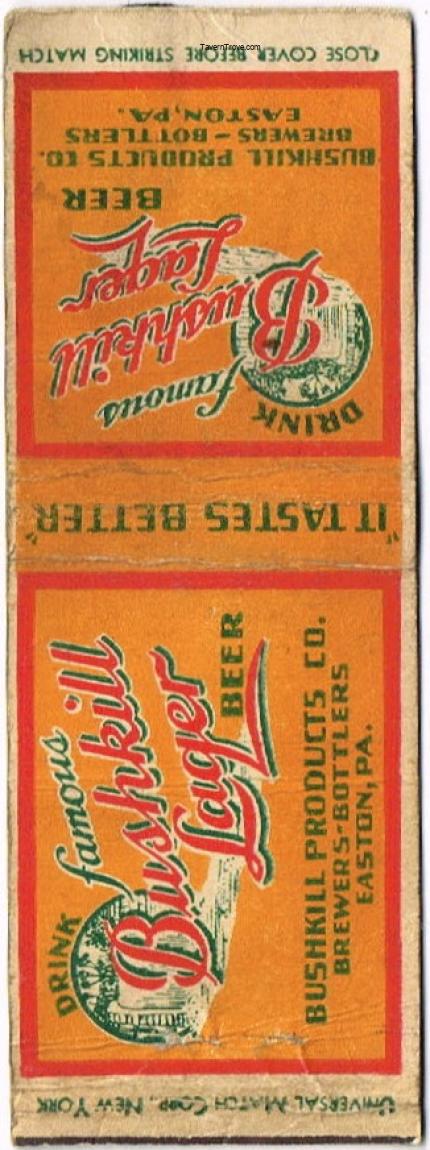 TavernTrove.com
CLOSE COVER BEFORE STRIKING MATCH
DRINK
famous
Bushkill
Lager
BEER
BUSHKILL PRODUCTS CO.
BREWERS - BOTTLERS
EASTON, PA.
"IT TASTES BETTER"
DRINK
famous
Bushkill
Lager
BEER
BUSHKILL PRODUCTS CO.
BREWERS-BOTTLERS
EASTON, PA.
UNIVERSAL MATCH CORP., NEW YORK